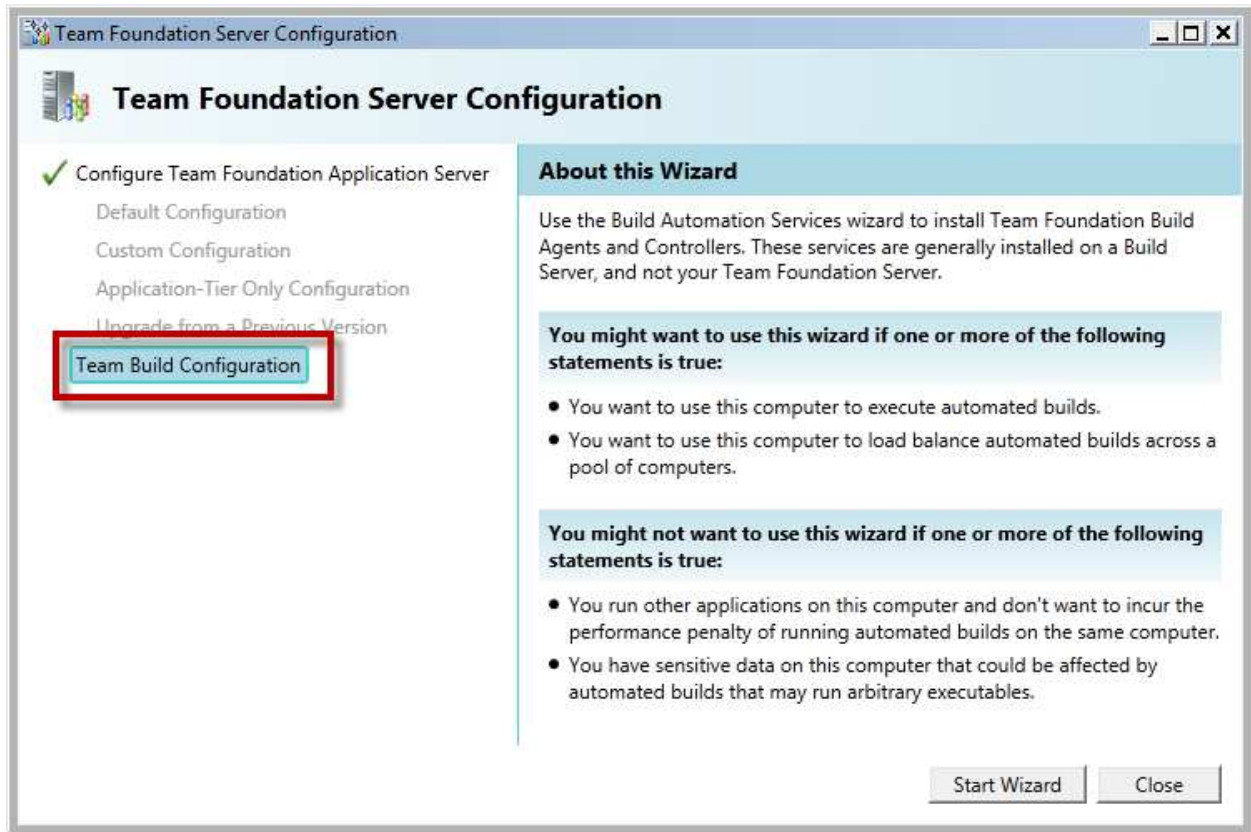 Team Foundation Server Configuration
Team Foundation Server Configuration
Configure Team Foundation Application Server
Default Configuration
Custom Configuration
Application-Tier Only Configuration
Upgrade from a Previous Version
Team Build Configuration
About this Wizard
Use the Build Automation Services wizard to install Team Foundation Build
Agents and Controllers. These services are generally installed on a Build
Server, and not your Team Foundation Server.
You might want to use this wizard if one or more of the following
statements is true:
• You want to use this computer to execute automated builds.
• You want to use this computer to load balance automated builds across a
pool of computers.
You might not want to use this wizard if one or more of the following
statements is true:
• You run other applications on this computer and don't want to incur the
performance penalty of running automated builds on the same computer.
• You have sensitive data on this computer that could be affected by
automated builds that may run arbitrary executables.
Start Wizard
Close